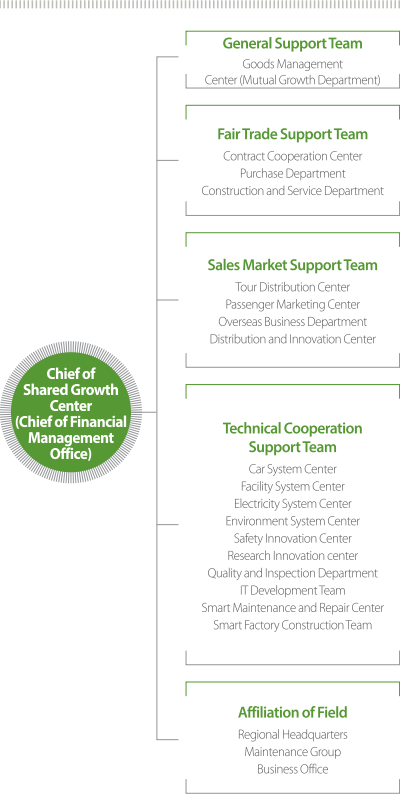 General Support Team
Goods Management
Center (Mutual Growth Department)
Fair Trade Support Team
Contract Cooperation Center
Purchase Department
Construction and Service Department
Sales Market Support Team
Tour Distribution Center
Passenger Marketing Center
Overseas Business Department
Distribution and Innovation Center
Chief of
Shared Growth
Center
(Chief of Financial
Management
Office)
Technical Cooperation
Support Team
Car System Center
Facility System Center
Electricity System Center
Environment System Center
Safety Innovation Center
Research Innovation center
Quality and Inspection Department
IT Development Team
Smart Maintenance and Repair Center
Smart Factory Construction Team
Affiliation of Field
Regional Headquarters
Maintenance Group
Business Office